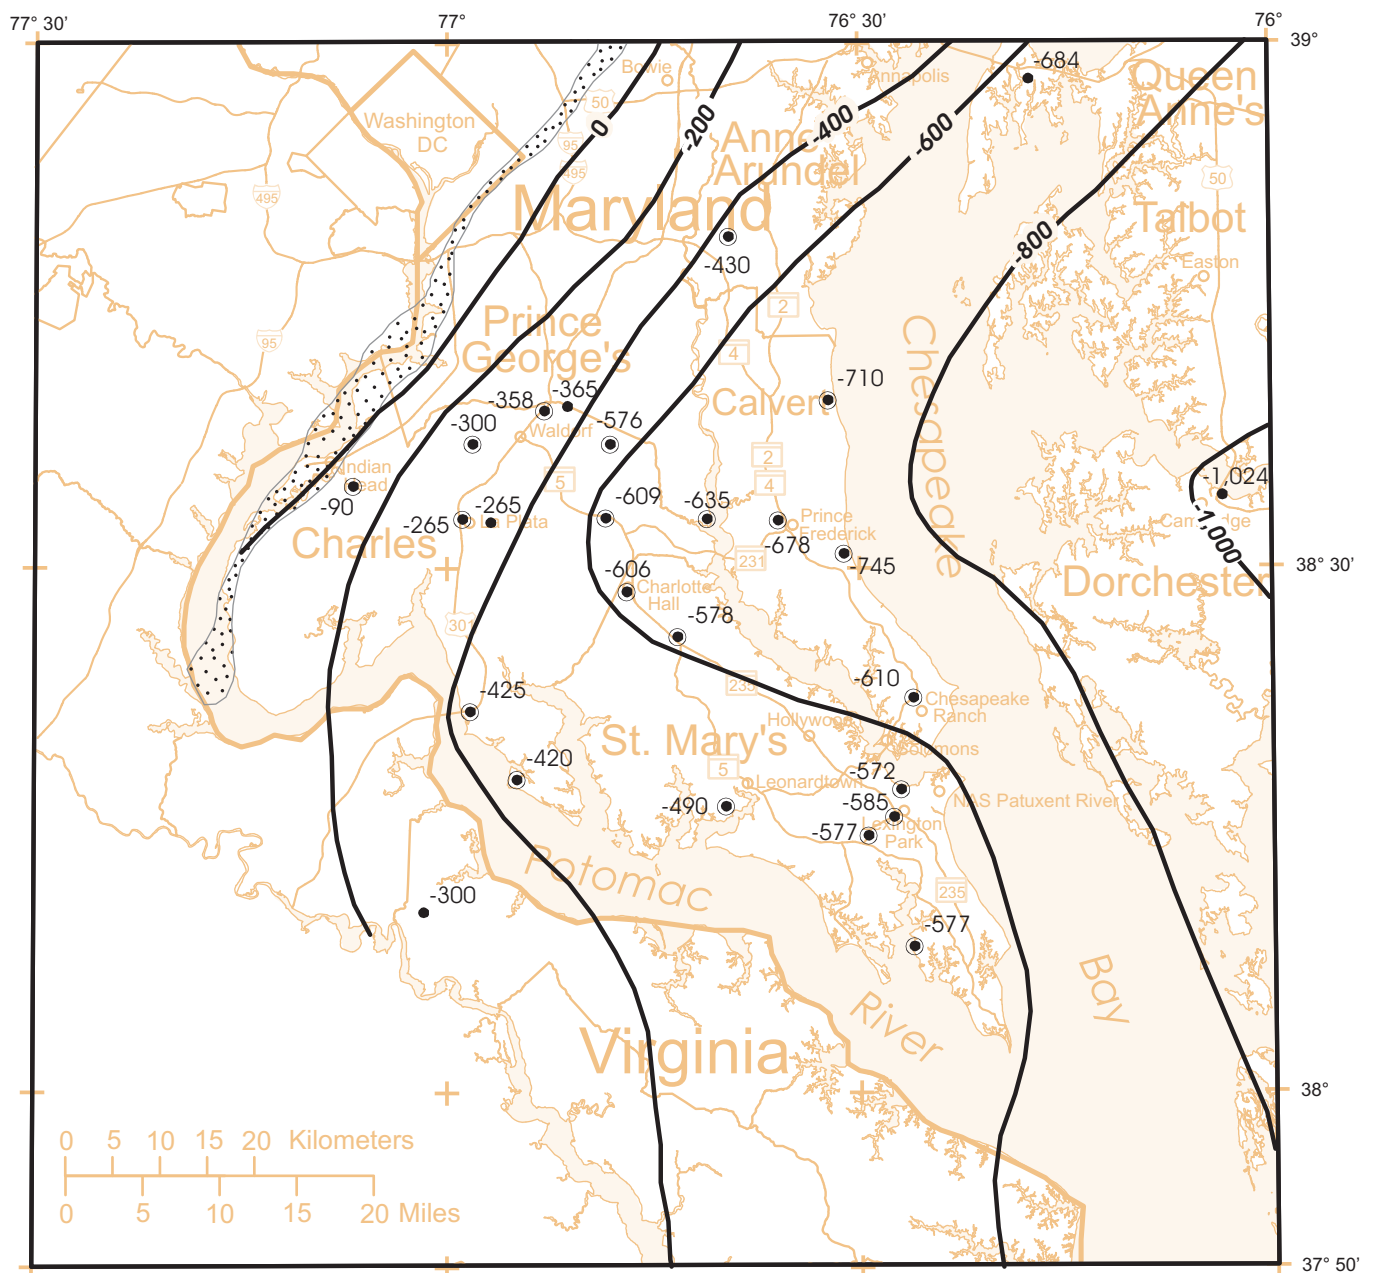 77° 30’
77°
76° 30’
76°
39°
Bowie
Annapolis
-684
Queen
Anne's
50
Washington
DC
0
-200
-400
-600
Anne
Arundel
95
495
495
50
Maryland
Talbot
-430
-800
Easton
2
Prince
George's
95
4
Chesapeake
-710
-358
-365
Calvert
-300
-576
Waldorf
Indian
Head
2
-1,024
5
4
-90
-609
-635
-265
-265
La Plata
Prince
Frederick
Cambridge
-1,000
Charles
-678
-745
231
38° 30’
-606
Charlotte
Hall
Dorchester
-578
301
-610
235
-425
Chesapeake
Ranch
Hollywood
St. Mary's
Solomons
-420
5
Leonardtown
-572
NAS Patuxent River
-490
-585
Lexington
Park
-577
Potomac
-300
235
-577
Bay
River
Virginia
38°
0 5 10 15 20 Kilometers
0 5 10 15 20 Miles
37° 50’